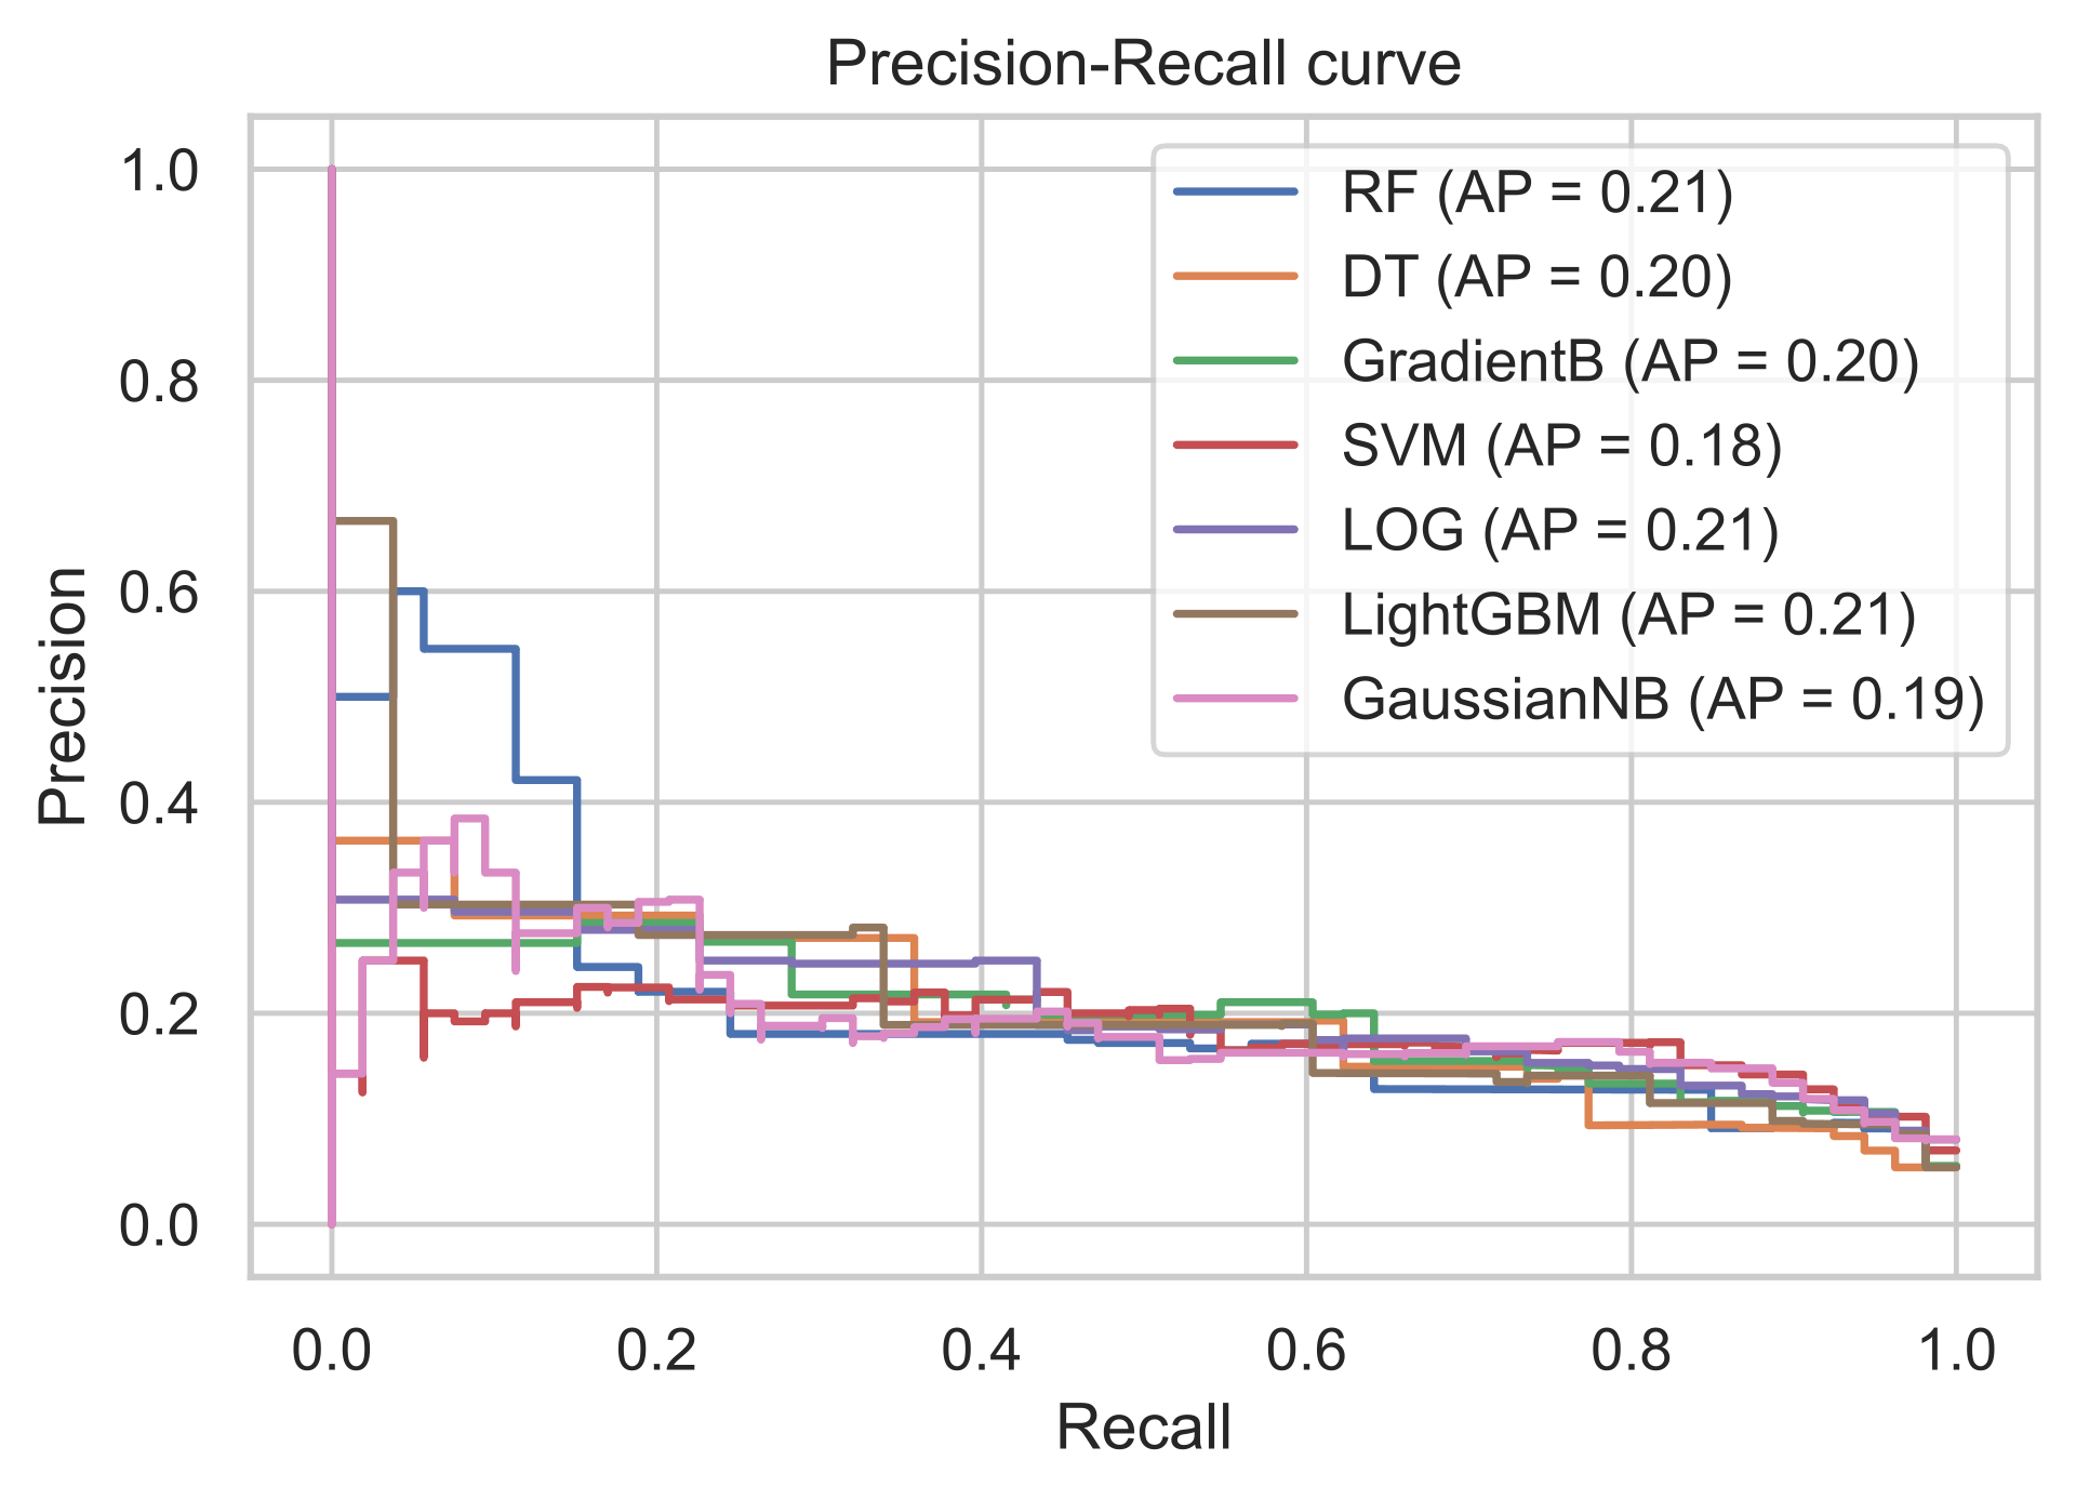 Precision-Recall curve
1.0
0.8
0.6
0.4
0.2
0.0
Precision
RF (AP = 0.21)
DT (AP = 0.20)
GradientB (AP = 0.20)
SVM (AP = 0.18)
LOG (AP = 0.21)
LightGBM (AP = 0.21)
GaussianNB (AP = 0.19)
0.0 0.2 0.4 0.6 0.8 1.0
Recall